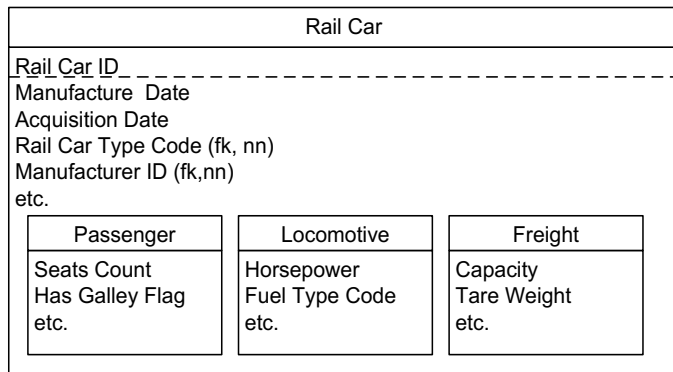 Rail Car
Rail Car ID
Manufacture Date
Acquisition Date
Rail Car Type Code (fk, nn)
Manufacturer ID (fk,nn)
etc.
Passenger
Seats Count
Has Galley Flag
etc.
Locomotive
Horsepower
Fuel Type Code
etc.
Freight
Capacity
Tare Weight
etc.